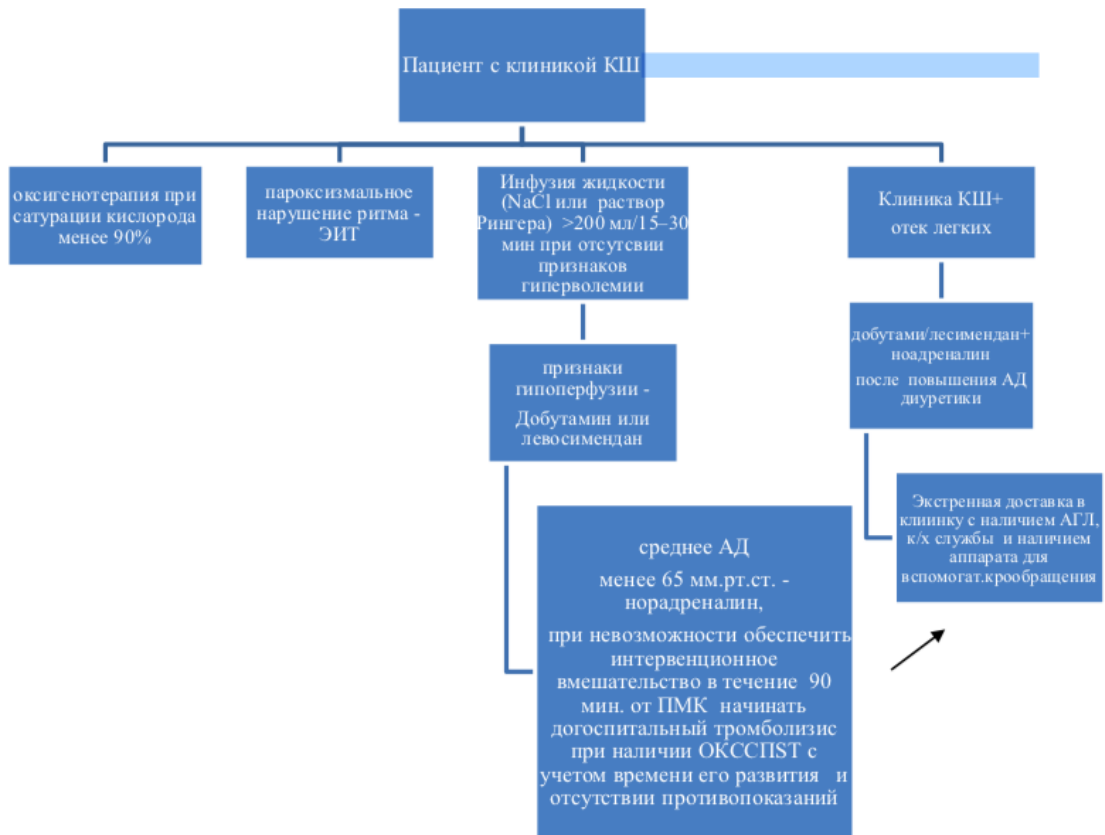 Пациент с клиникой КШ
оксигенотерапия при
сатурации кислорода
менее 90%
пароксизмальное
нарушение ритма -
ЭИТ
Инфузия жидкости
(NaCl или раствор
Рингера) >200 мл/15–30
мин при отсутсвии
признаков
гиперволемии
Клиника КШ+
отек легких
признаки
гипоперфузии -
Добутамин или
левосимендан
добутами/лесимендан+
ноадреналин
после повышения АД
диуретики
среднее АД
менее 65 мм.рт.ст. -
норадреналин,
при невозможности обеспечить
интервенционное
вмешательство в течение 90
мин. от ПМК начинать
догоспитальный тромболизис
при наличии ОКССПST с
учетом времени его развития и
отсутствии противопоказаний
Экстренная доставка в
клиинку с наличием АГЛ,
к/х службы и наличием
аппарата для
вспомогат.крообращения